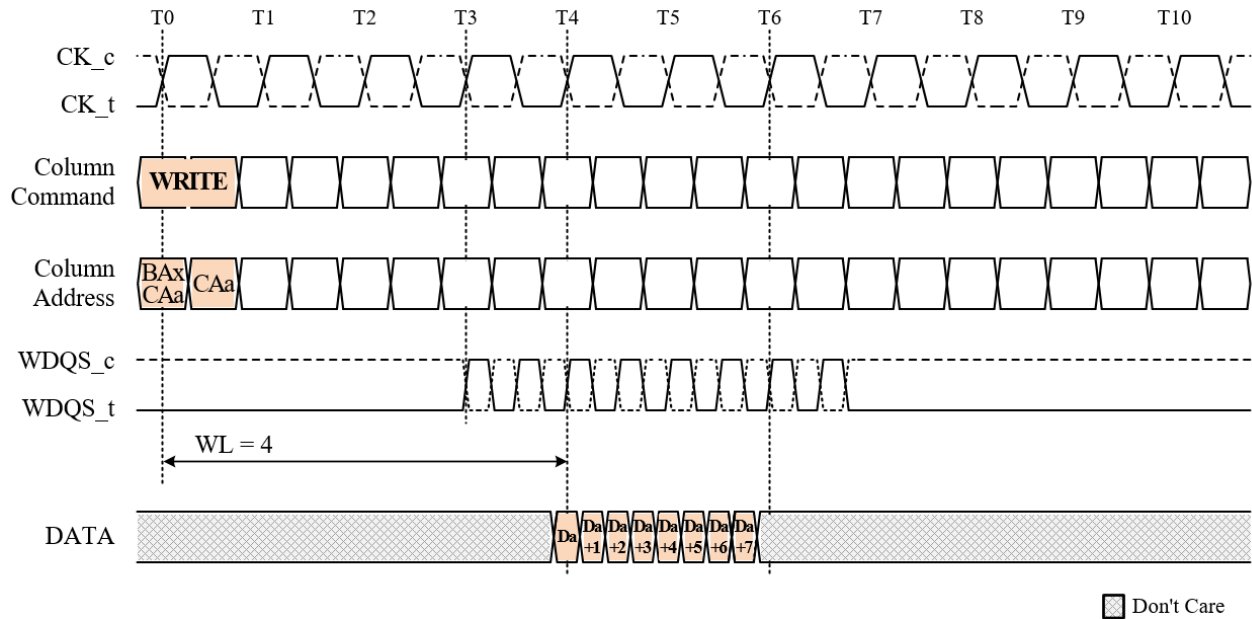 T0 T1 T2 T3 T4 T5 T6 T7 T8 T9 T10
CK_c
CK_t
Column
Command
WRITE
Column
Address
BAx
CAa
CAa
WDQS_c
WDQS_t
WL = 4
DATA
Da
Da
+1
Da
+2
Da
+3
Da
+4
Da
+5
Da
+6
Da
+7
Don't Care